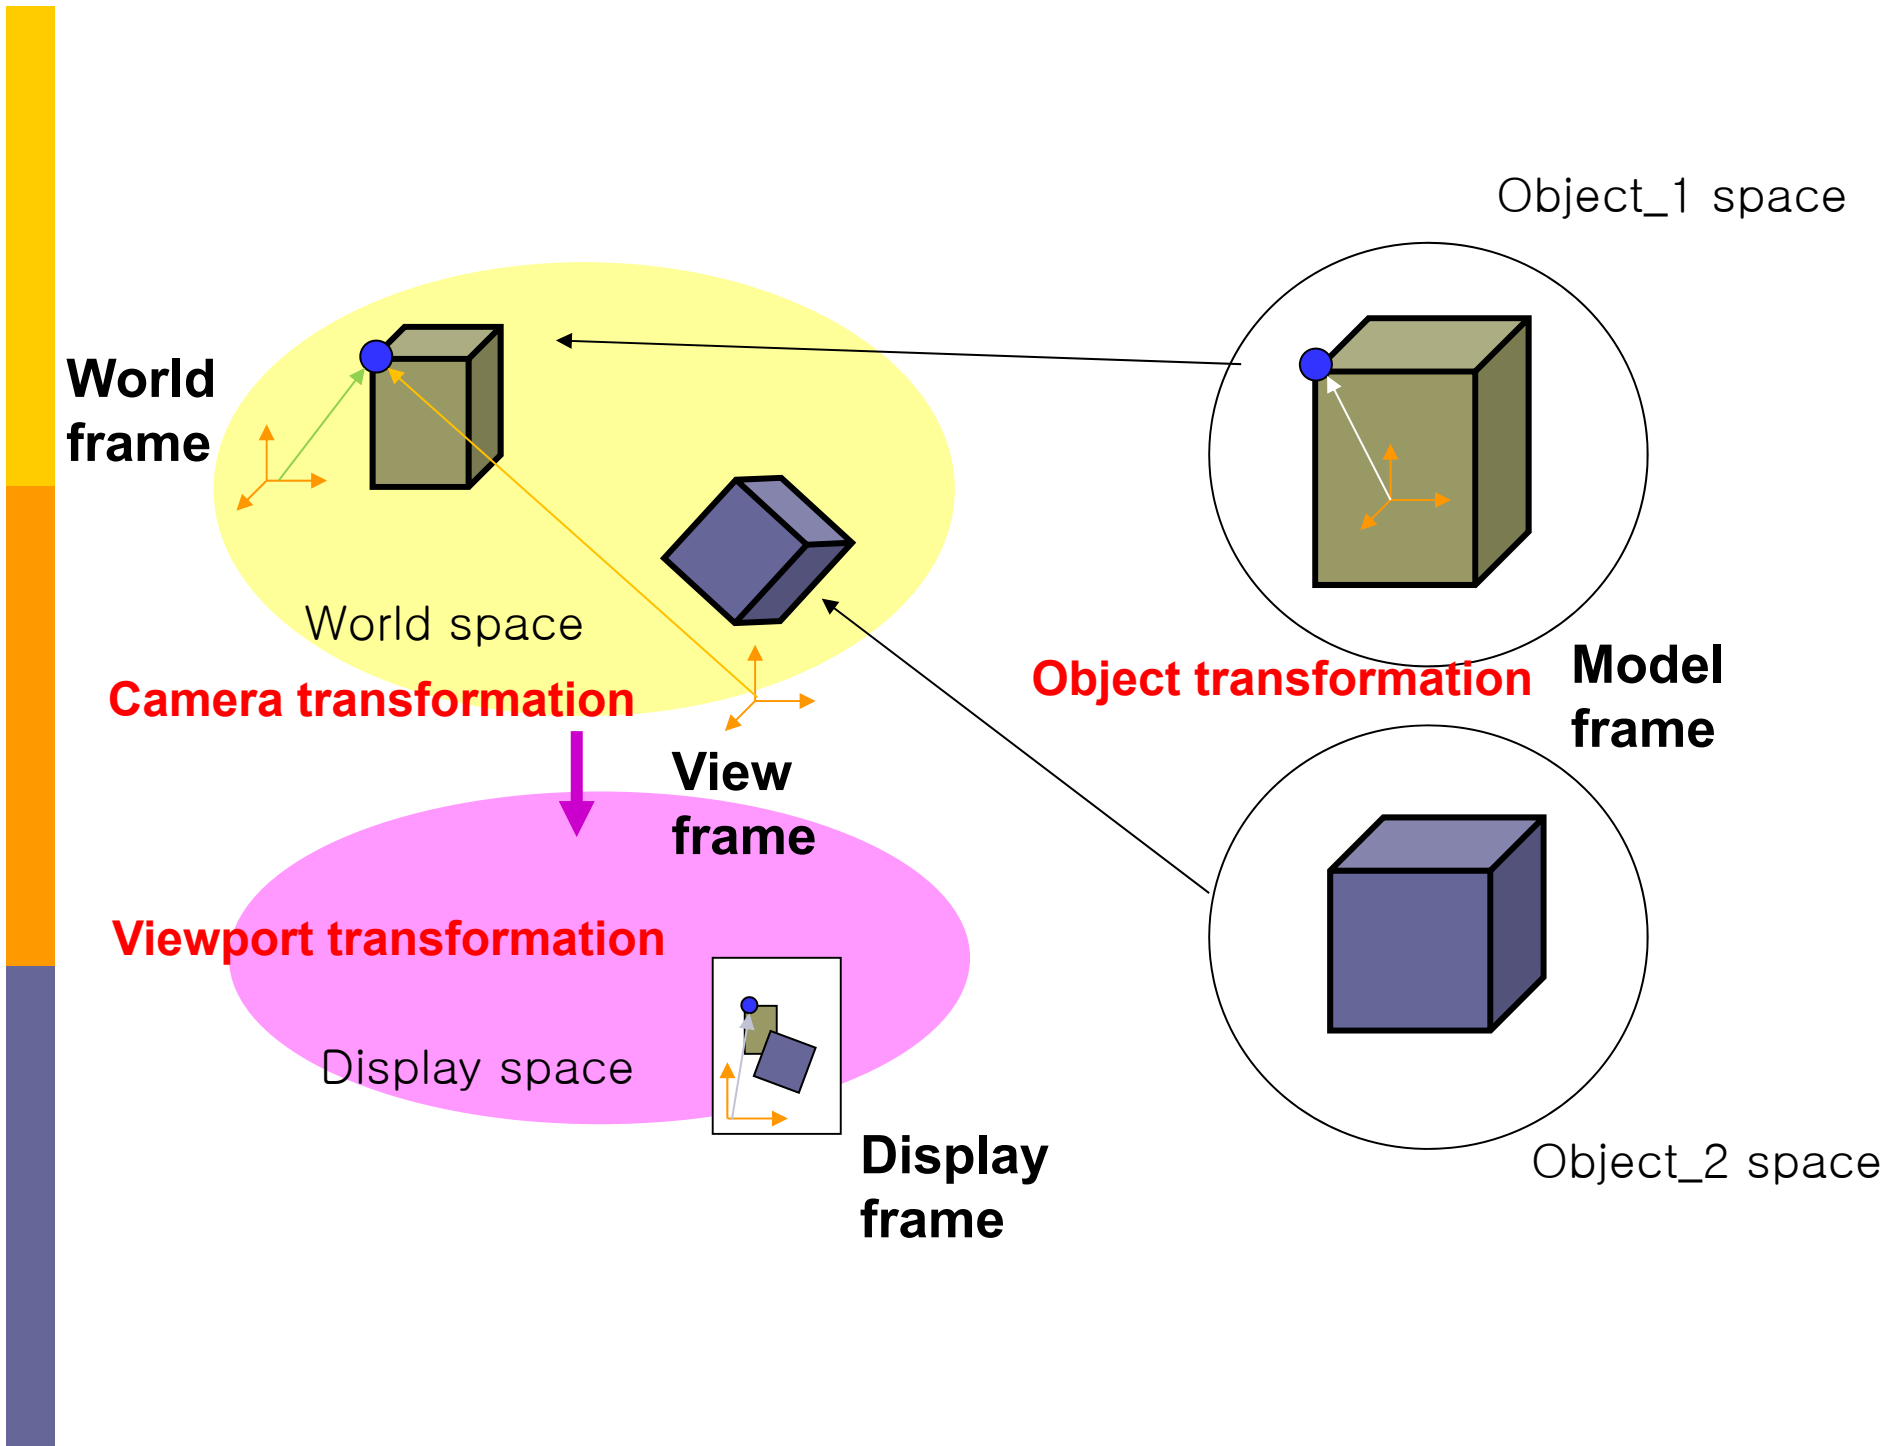 Object_1 space
World
frame
World space
Camera transformation
Object transformation
Model
frame
View
frame
Viewport transformation
Display space
Display
frame
Object_2 space